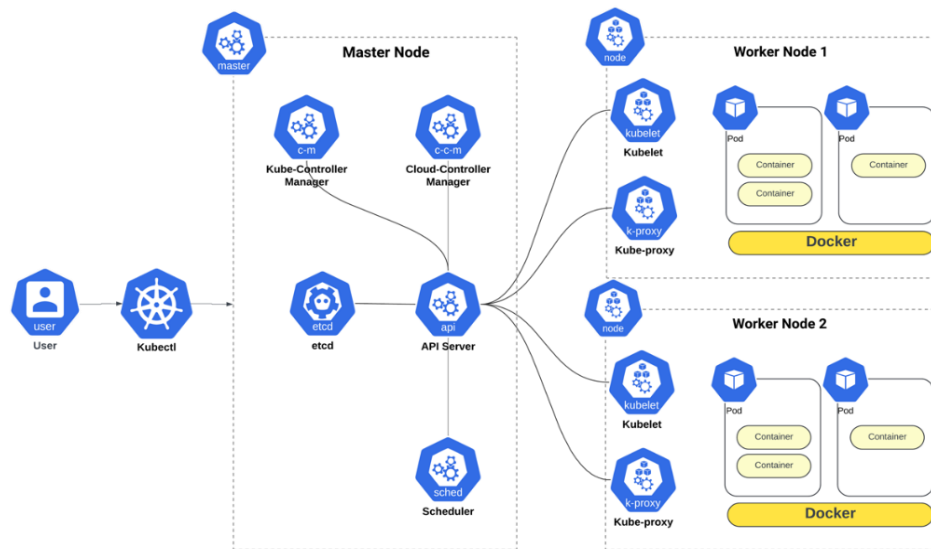 master
Master Node
c-m
Kube-Controller
Manager
c-c-m
Cloud-Controller
Manager
user
User
Kubectl
etcd
etcd
api
API Server
sched
Scheduler
node
Worker Node 1
kubelet
Kubelet
k-proxy
Kube-proxy
Pod
Container
Container
Pod
Container
Docker
node
Worker Node 2
kubelet
Kubelet
k-proxy
Kube-proxy
Pod
Container
Container
Pod
Container
Docker